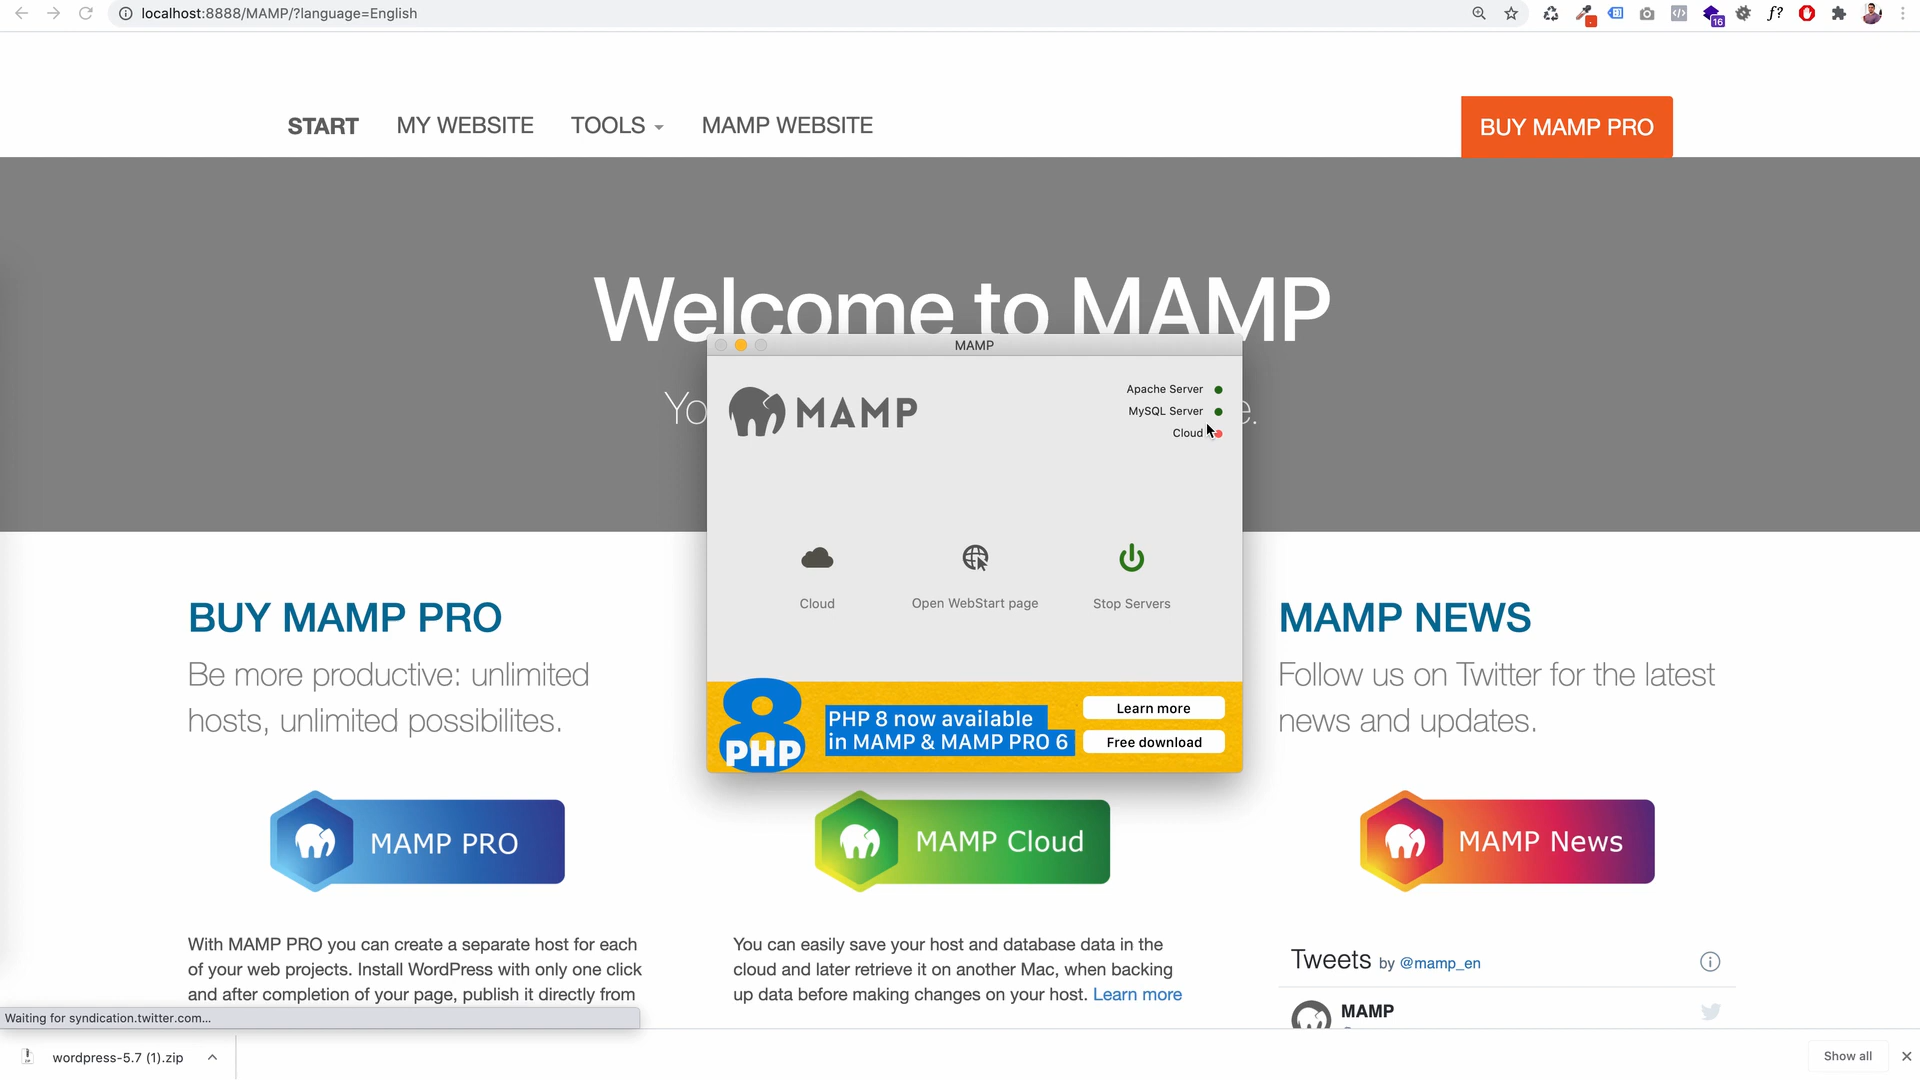 localhost:8888/MAMP/?language=English
16
f?
START
MY WEBSITE
TOOLS
MAMP WEBSITE
BUY MAMP PRO
Welcome to MAMP
Yo
e.
MAMP
MAMP
Apache Server
MySQL Server
Cloud
Cloud
Open WebStart page
Stop Servers
8
PHP
PHP 8 now available
in MAMP & MAMP PRO 6
Learn more
Free download
BUY MAMP PRO
Be more productive: unlimited
hosts, unlimited possibilites.
MAMP PRO
With MAMP PRO you can create a separate host for each
of your web projects. Install WordPress with only one click
and after completion of your page, publish it directly from
MAMP Cloud
You can easily save your host and database data in the
cloud and later retrieve it on another Mac, when backing
up data before making changes on your host. Learn more
MAMP NEWS
Follow us on Twitter for the latest
news and updates.
MAMP News
Tweets by @mamp_en
MAMP
Waiting for syndication.twitter.com...
wordpress-5.7 (1).zip
Show all